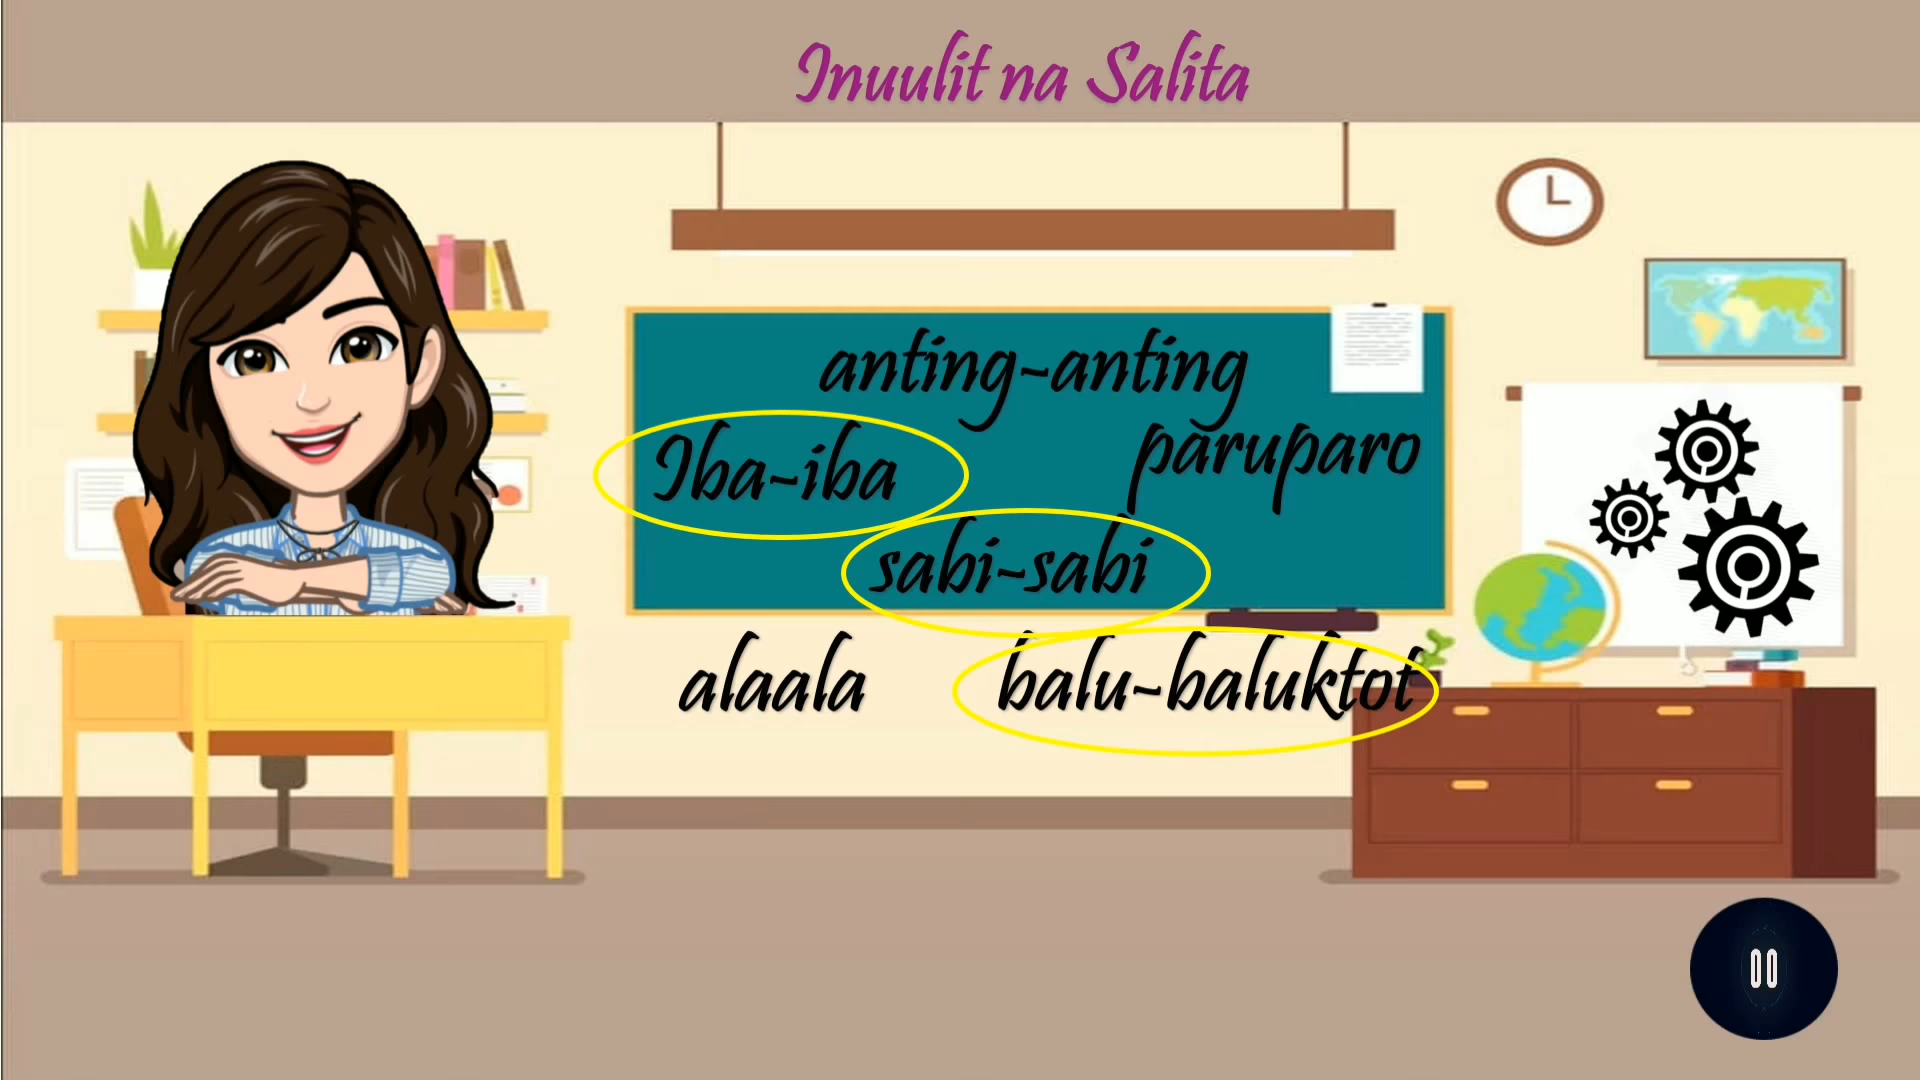 Inuulit na Salita
anting-anting
Iba-iba
paruparo
sabi-sabi
alaala
balu-baluktot